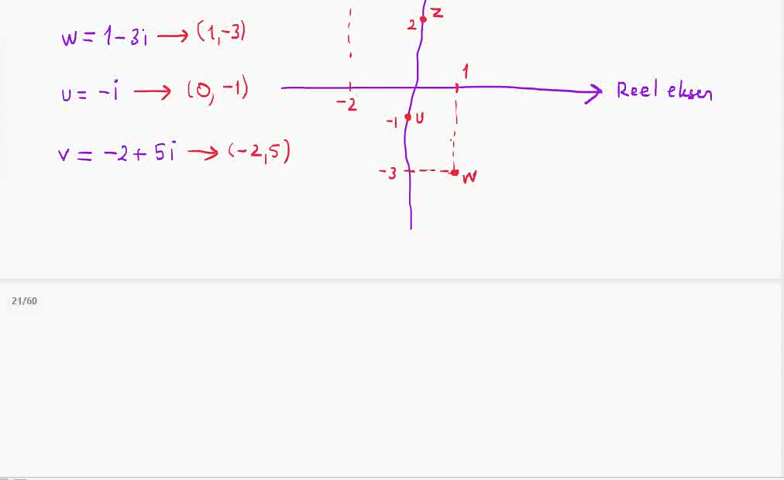 2 z
w = 1-3i → (1,-3)
1
u = -i → (0,-1)
-2
Reel eksen
-1 u
v = -2+5i → (-2,5)
-3 w
21/60